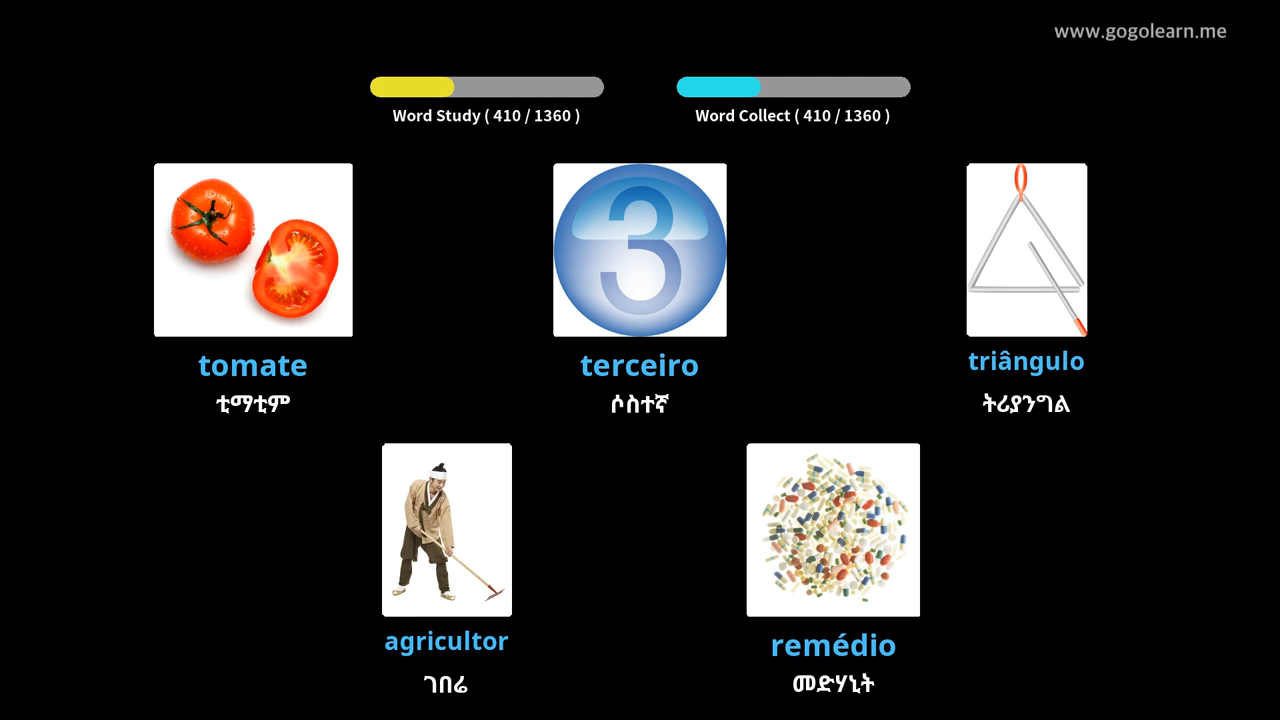 www.gogolearn.me
Word Study ( 410 / 1360 )
Word Collect ( 410 / 1360 )
3
tomate
ቲማቲም
terceiro
ሶስተኛ
triângulo
ትሪያንግል
agricultor
ገበሬ
remédio
መድሃኒት